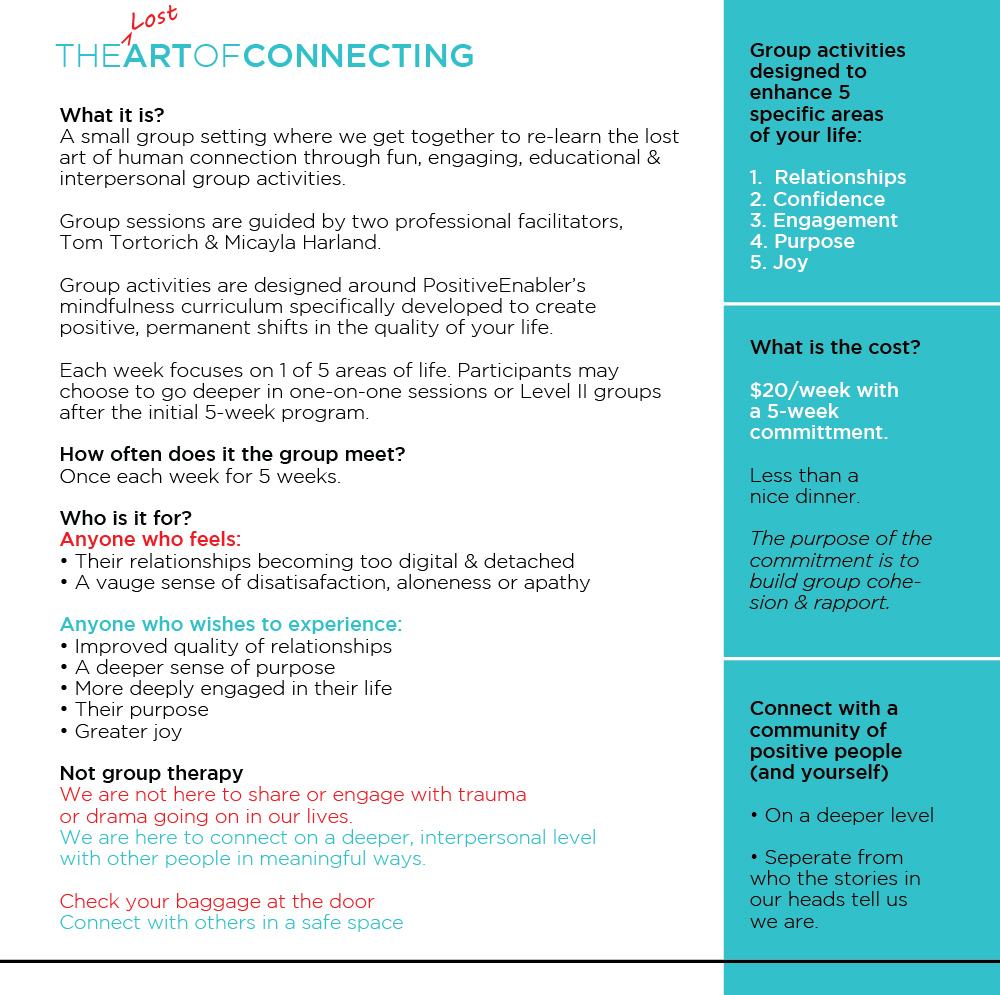 THE Lost ART OF CONNECTING
What it is?
A small group setting where we get together to re-learn the lost
art of human connection through fun, engaging, educational &
interpersonal group activities.
Group sessions are guided by two professional facilitators,
Tom Tortorich & Micayla Harland.
Group activities are designed around PositiveEnabler’s
mindfulness curriculum specifically developed to create
positive, permanent shifts in the quality of your life.
Each week focuses on 1 of 5 areas of life. Participants may
choose to go deeper in one-on-one sessions or Level II groups
after the initial 5-week program.
How often does it the group meet?
Once each week for 5 weeks.
Who is it for?
Anyone who feels:
• Their relationships becoming too digital & detached
• A vauge sense of disatisafaction, aloneness or apathy
Anyone who wishes to experience:
• Improved quality of relationships
• A deeper sense of purpose
• More deeply engaged in their life
• Their purpose
• Greater joy
Not group therapy
We are not here to share or engage with trauma
or drama going on in our lives.
We are here to connect on a deeper, interpersonal level
with other people in meaningful ways.
Check your baggage at the door
Connect with others in a safe space
Group activities
designed to
enhance 5
specific areas
of your life:
1. Relationships
2. Confidence
3. Engagement
4. Purpose
5. Joy
What is the cost?
$20/week with
a 5-week
committment.
Less than a
nice dinner.
The purpose of the
commitment is to
build group cohe-
sion & rapport.
Connect with a
community of
positive people
(and yourself)
• On a deeper level
• Seperate from
who the stories in
our heads tell us
we are.